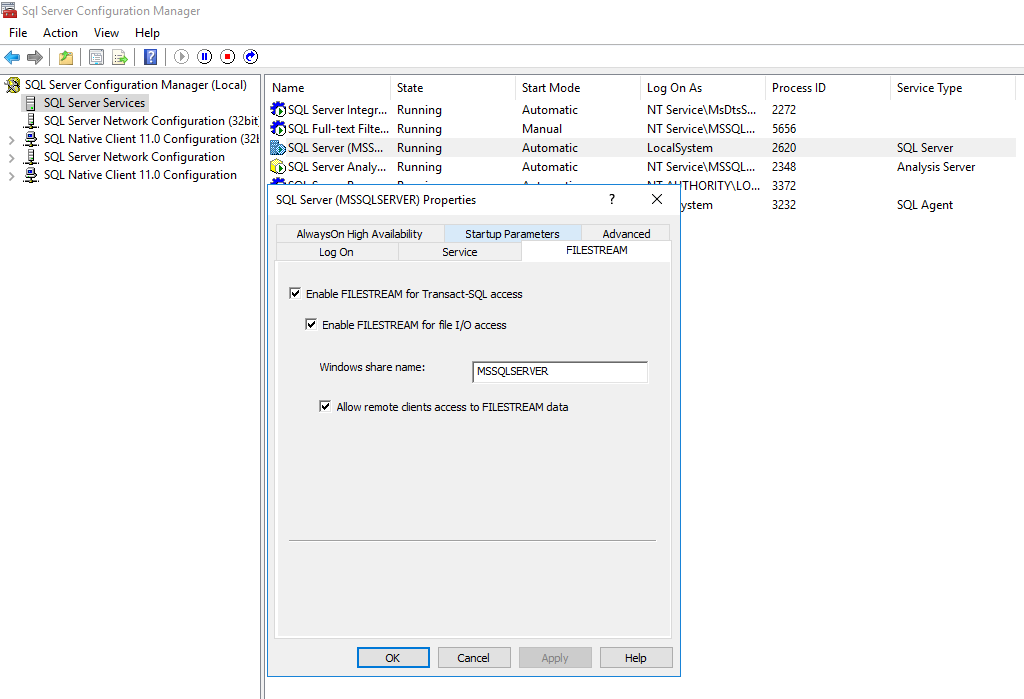 Sql Server Configuration Manager
File Action View Help
SQL Server Configuration Manager (Local)
SQL Server Services
SQL Server Network Configuration (32bit
SQL Native Client 11.0 Configuration (32b
SQL Server Network Configuration
SQL Native Client 11.0 Configuration
Name State Start Mode Log On As Process ID Service Type
SQL Server Integr... Running Automatic NT Service\MsDtsS... 2272
SQL Full-text Filte... Running Manual NT Service\MSSQL... 5656
SQL Server (MSS... Running Automatic LocalSystem 2620 SQL Server
SQL Server Analy... Running Automatic NT Service\MSSQL... 2348 Analysis Server
NT AUTHORITY\LO... 3372
ystem 3232 SQL Agent
SQL Server (MSSQLSERVER) Properties ?
AlwaysOn High Availability Startup Parameters Advanced
Log On Service FILESTREAM
Enable FILESTREAM for Transact-SQL access
Enable FILESTREAM for file I/O access
Windows share name: MSSQLSERVER
Allow remote clients access to FILESTREAM data
OK Cancel Apply Help